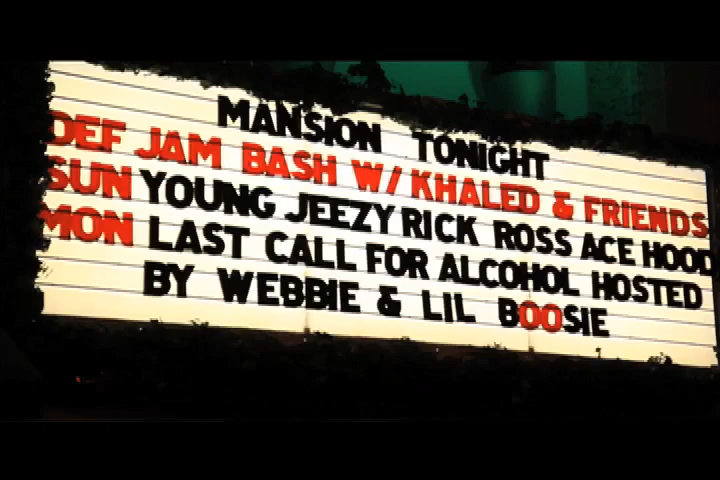 MANSION TONIGHT
DEF JAM BASH W/ KHALED & FRIENDS
SUN YOUNG JEEZY RICK ROSS ACE HOOD
MON LAST CALL FOR ALCOHOL HOSTED
BY WEBBIE & LIL BOOSIE